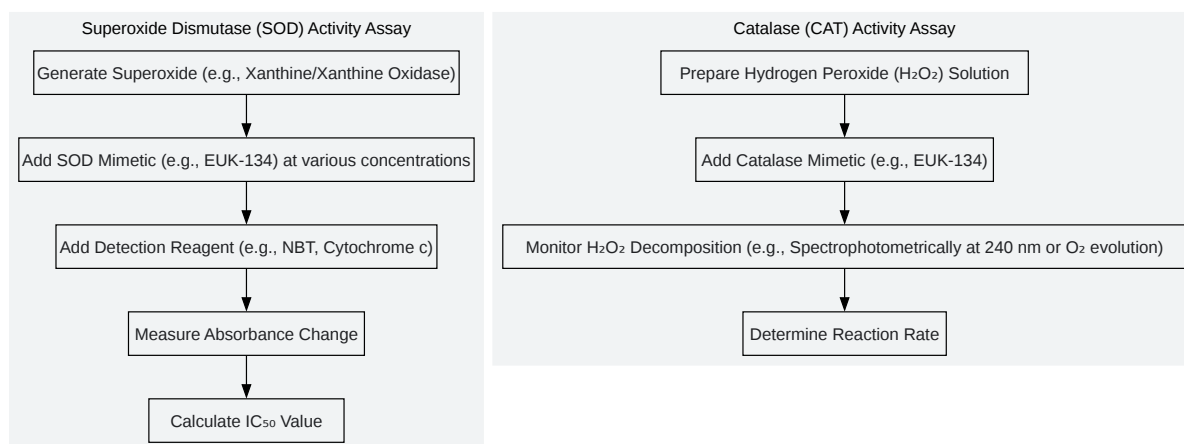 Superoxide Dismutase (SOD) Activity Assay
Generate Superoxide (e.g., Xanthine/Xanthine Oxidase)
Add SOD Mimetic (e.g., EUK-134) at various concentrations
Add Detection Reagent (e.g., NBT, Cytochrome c)
Measure Absorbance Change
Calculate IC₅₀ Value
Catalase (CAT) Activity Assay
Prepare Hydrogen Peroxide (H₂O₂) Solution
Add Catalase Mimetic (e.g., EUK-134)
Monitor H₂O₂ Decomposition (e.g., Spectrophotometrically at 240 nm or O₂ evolution)
Determine Reaction Rate